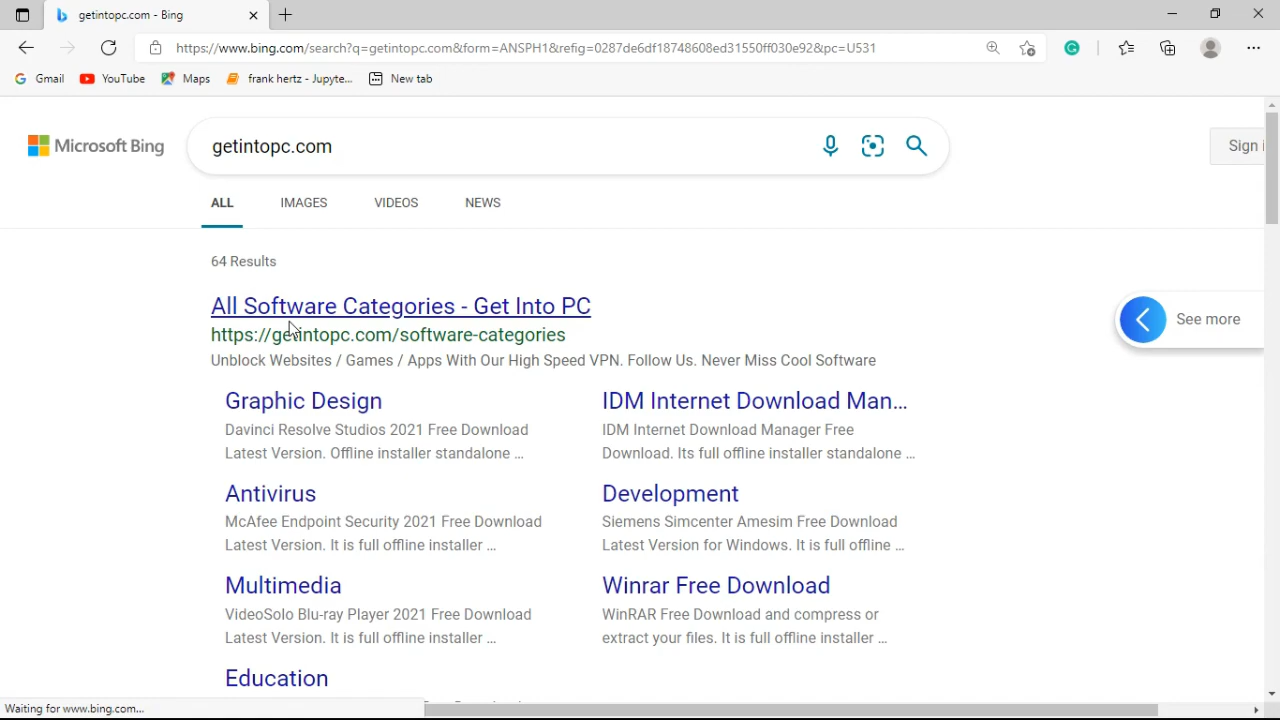 getintopc.com - Bing
https://www.bing.com/search?q=getintopc.com&form=ANSPH1&refig=0287de6df18748608ed31550ff030e92&pc=U531
Gmail YouTube Maps frank hertz - Jupyte... New tab
Microsoft Bing getintopc.com Sign i
ALL IMAGES VIDEOS NEWS
64 Results
All Software Categories - Get Into PC
https://getintopc.com/software-categories
See more
Unblock Websites / Games / Apps With Our High Speed VPN. Follow Us. Never Miss Cool Software
Graphic Design
Davinci Resolve Studios 2021 Free Download
Latest Version. Offline installer standalone ...
IDM Internet Download Man...
IDM Internet Download Manager Free
Download. Its full offline installer standalone ...
Antivirus
McAfee Endpoint Security 2021 Free Download
Latest Version. It is full offline installer ...
Development
Siemens Simcenter Amesim Free Download
Latest Version for Windows. It is full offline ...
Multimedia
VideoSolo Blu-ray Player 2021 Free Download
Latest Version. It is full offline installer ...
Winrar Free Download
WinRAR Free Download and compress or
extract your files. It is full offline installer ...
Education
Waiting for www.bing.com...